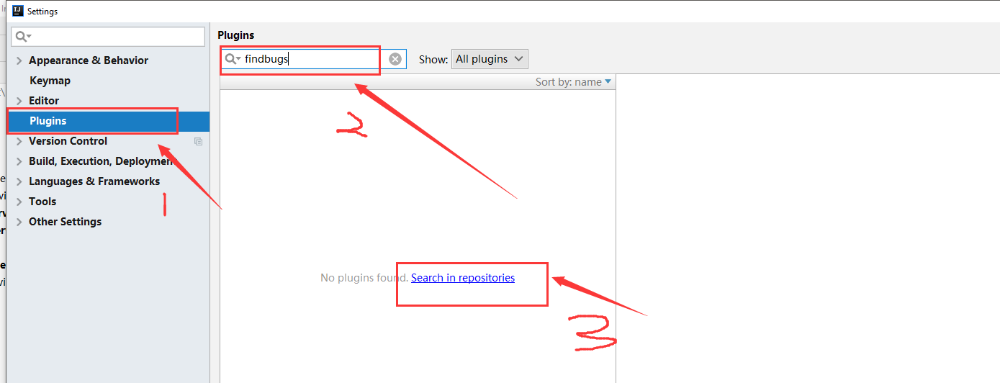 Settings
Plugins
findbugs
Show: All plugins
Sort by: name
Appearance & Behavior
Keymap
Editor
Plugins
Version Control
Build, Execution, Deploymen
Languages & Frameworks
Tools
Other Settings
1
2
No plugins found. Search in repositories
3